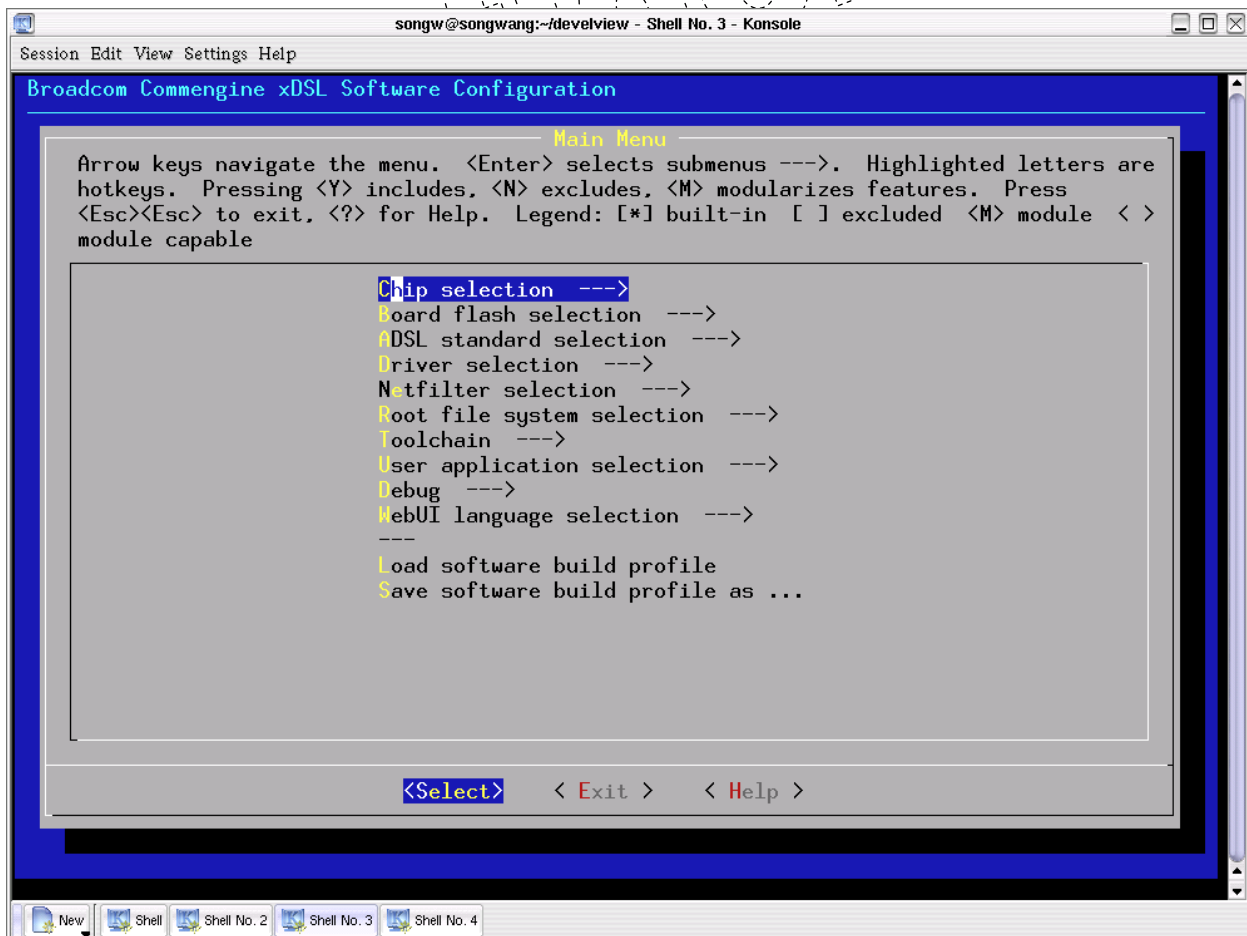 songw@songwang:~/develview - Shell No. 3 - Konsole
Session Edit View Settings Help
Broadcom Commengine xDSL Software Configuration
Main Menu
Arrow keys navigate the menu.  <Enter> selects submenus --->.  Highlighted letters are
hotkeys.  Pressing <Y> includes, <N> excludes, <M> modularizes features.  Press
<Esc><Esc> to exit, <?> for Help.  Legend: [*] built-in  [ ] excluded  <M> module  < >
module capable
Chip selection  --->
Board flash selection  --->
ADSL standard selection  --->
Driver selection  --->
Netfilter selection  --->
Root file system selection  --->
Toolchain  --->
User application selection  --->
Debug  --->
WebUI language selection  --->
---
Load software build profile
Save software build profile as ...
<Select>    < Exit >    < Help >
New Shell Shell No. 2 Shell No. 3 Shell No. 4